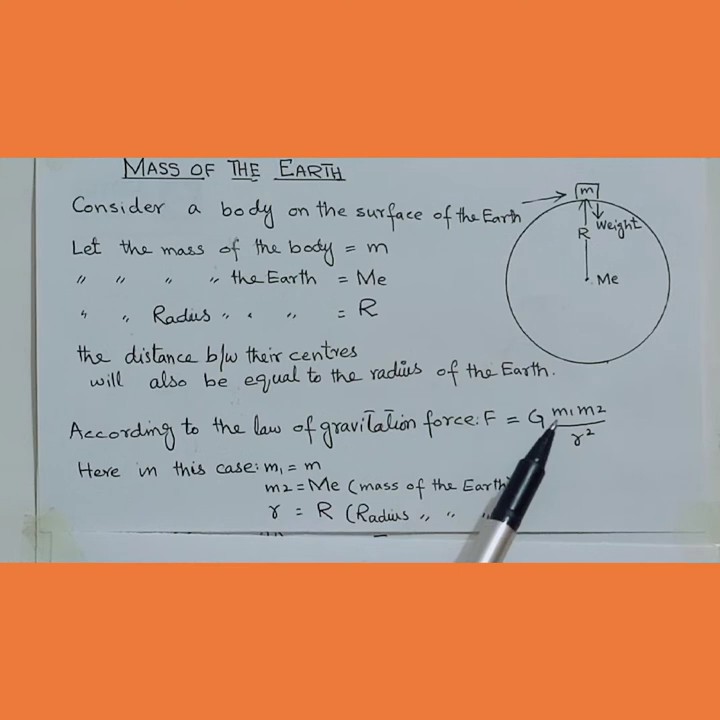 MASS OF THE EARTH
Consider a body on the surface of the Earth
Let the mass of the body = m
" " " " the Earth = Me
" " Radius " " " = R
the distance b/w their centres
will also be equal to the radius of the Earth.
According to the law of gravitation force: F = G m1 m2 / r²
Here in this case: m1 = m
m2 = Me (mass of the Earth)
r = R (Radius " "
m
Weight
R
Me